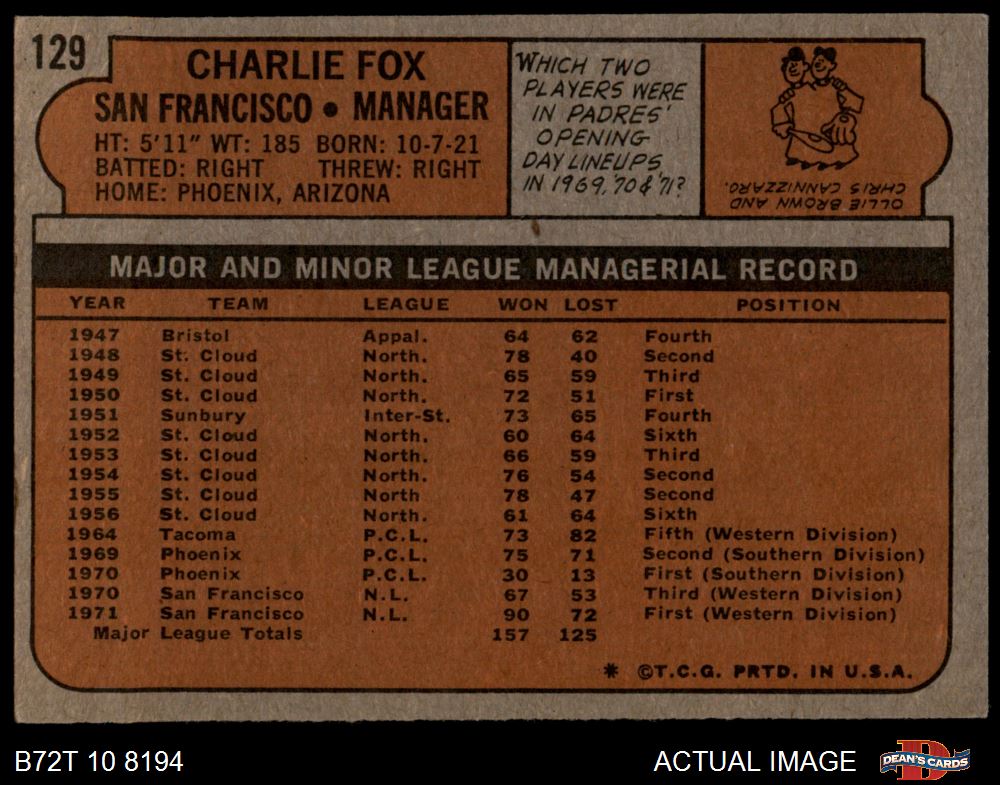 129
CHARLIE FOX
SAN FRANCISCO • MANAGER
HT: 5'11" WT: 185 BORN: 10-7-21
BATTED: RIGHT THREW: RIGHT
HOME: PHOENIX, ARIZONA
WHICH TWO
PLAYERS WERE
IN PADRES'
OPENING
DAY LINEUPS
IN 1969, '70 & '71?
OLLIE BROWN AND
CHRIS CANNIZZARO.
MAJOR AND MINOR LEAGUE MANAGERIAL RECORD
YEAR TEAM LEAGUE WON LOST POSITION
1947 Bristol Appal. 64 62 Fourth
1948 St. Cloud North. 78 40 Second
1949 St. Cloud North. 65 59 Third
1950 St. Cloud North. 72 51 First
1951 Sunbury Inter-St. 73 65 Fourth
1952 St. Cloud North. 60 64 Sixth
1953 St. Cloud North. 66 59 Third
1954 St. Cloud North. 76 54 Second
1955 St. Cloud North 78 47 Second
1956 St. Cloud North. 61 64 Sixth
1964 Tacoma P.C.L. 73 82 Fifth (Western Division)
1969 Phoenix P.C.L. 75 71 Second (Southern Division)
1970 Phoenix P.C.L. 30 13 First (Southern Division)
1970 San Francisco N.L. 67 53 Third (Western Division)
1971 San Francisco N.L. 90 72 First (Western Division)
Major League Totals 157 125
* ©T.C.G. PRTD. IN U.S.A.
B72T 10 8194
ACTUAL IMAGE
D
DEAN'S CARDS